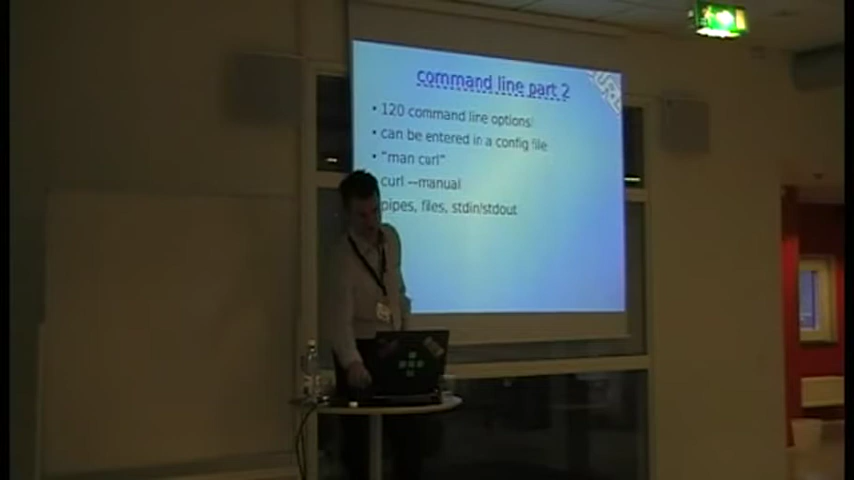 command line part 2
• 120 command line options!
• can be entered in a config file
• "man curl"
curl --manual
pipes, files, stdin/stdout